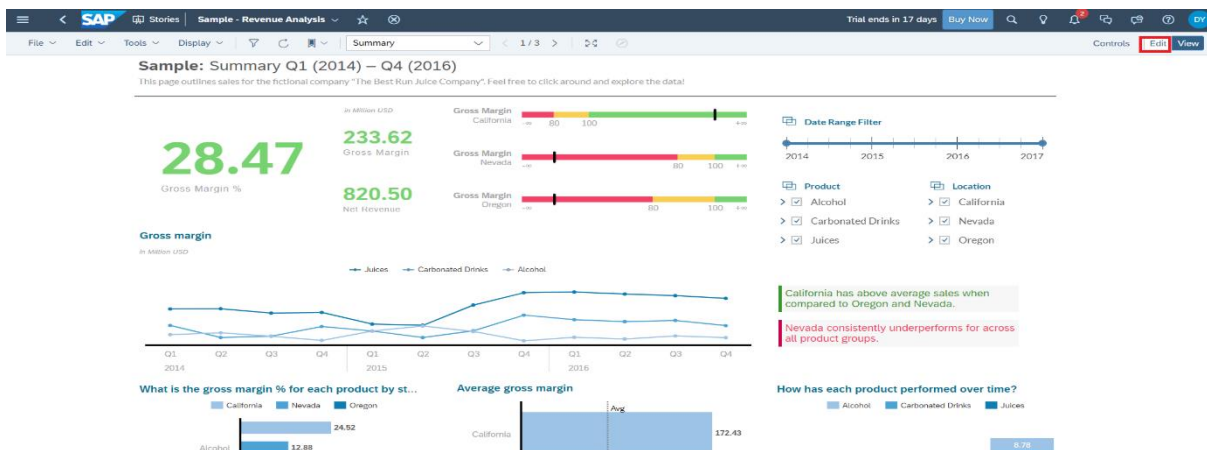 SAP Stories Sample - Revenue Analysis Trial ends in 17 days Buy Now 2 DY
File Edit Tools Display Summary 1 / 3 Controls Edit View
Sample: Summary Q1 (2014) – Q4 (2016)
This page outlines sales for the fictional company "The Best Run Juice Company". Feel free to click around and explore the data!
28.47
Gross Margin %
in Million USD
233.62
Gross Margin
820.50
Net Revenue
Gross Margin
California
-∞ 80 100 +∞
Gross Margin
Nevada
-∞ 80 100 +∞
Gross Margin
Oregon
-∞ 80 100 +∞
Date Range Filter
2014 2015 2016 2017
Product
Alcohol
Carbonated Drinks
Juices
Location
California
Nevada
Oregon
Gross margin
in Million USD
Juices Carbonated Drinks Alcohol
Q1 Q2 Q3 Q4 Q1 Q2 Q3 Q4 Q1 Q2 Q3 Q4
2014 2015 2016
California has above average sales when
compared to Oregon and Nevada.
Nevada consistently underperforms for across
all product groups.
What is the gross margin % for each product by st...
California Nevada Oregon
24.52
Alcohol 12.88
Average gross margin
Avg
California 172.43
How has each product performed over time?
Alcohol Carbonated Drinks Juices
8.78